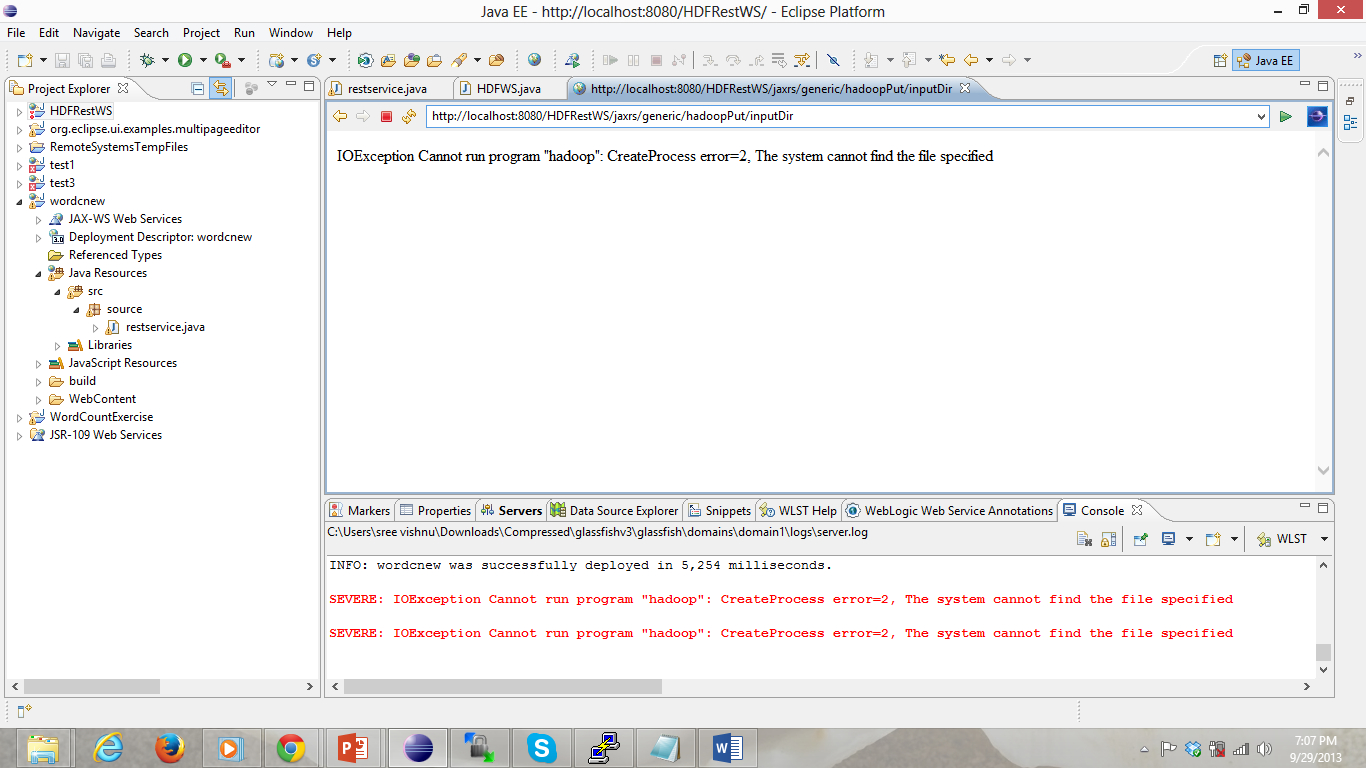 Java EE - http://localhost:8080/HDFRestWS/ - Eclipse Platform
File Edit Navigate Search Project Run Window Help
Java EE
Project Explorer
HDFRestWS
org.eclipse.ui.examples.multipageeditor
RemoteSystemsTempFiles
test1
test3
wordcnew
JAX-WS Web Services
3.0 Deployment Descriptor: wordcnew
Referenced Types
Java Resources
src
source
restservice.java
Libraries
JavaScript Resources
build
WebContent
WordCountExercise
JSR-109 Web Services
restservice.java HDFWS.java http://localhost:8080/HDFRestWS/jaxrs/generic/hadoopPut/inputDir
http://localhost:8080/HDFRestWS/jaxrs/generic/hadoopPut/inputDir
IOException Cannot run program "hadoop": CreateProcess error=2, The system cannot find the file specified
Markers Properties Servers Data Source Explorer Snippets WLST Help WebLogic Web Service Annotations Console
C:\Users\sree vishnu\Downloads\Compressed\glassfishv3\glassfish\domains\domain1\logs\server.log
WLST
INFO: wordcnew was successfully deployed in 5,254 milliseconds.
SEVERE: IOException Cannot run program "hadoop": CreateProcess error=2, The system cannot find the file specified
SEVERE: IOException Cannot run program "hadoop": CreateProcess error=2, The system cannot find the file specified
7:07 PM
9/29/2013